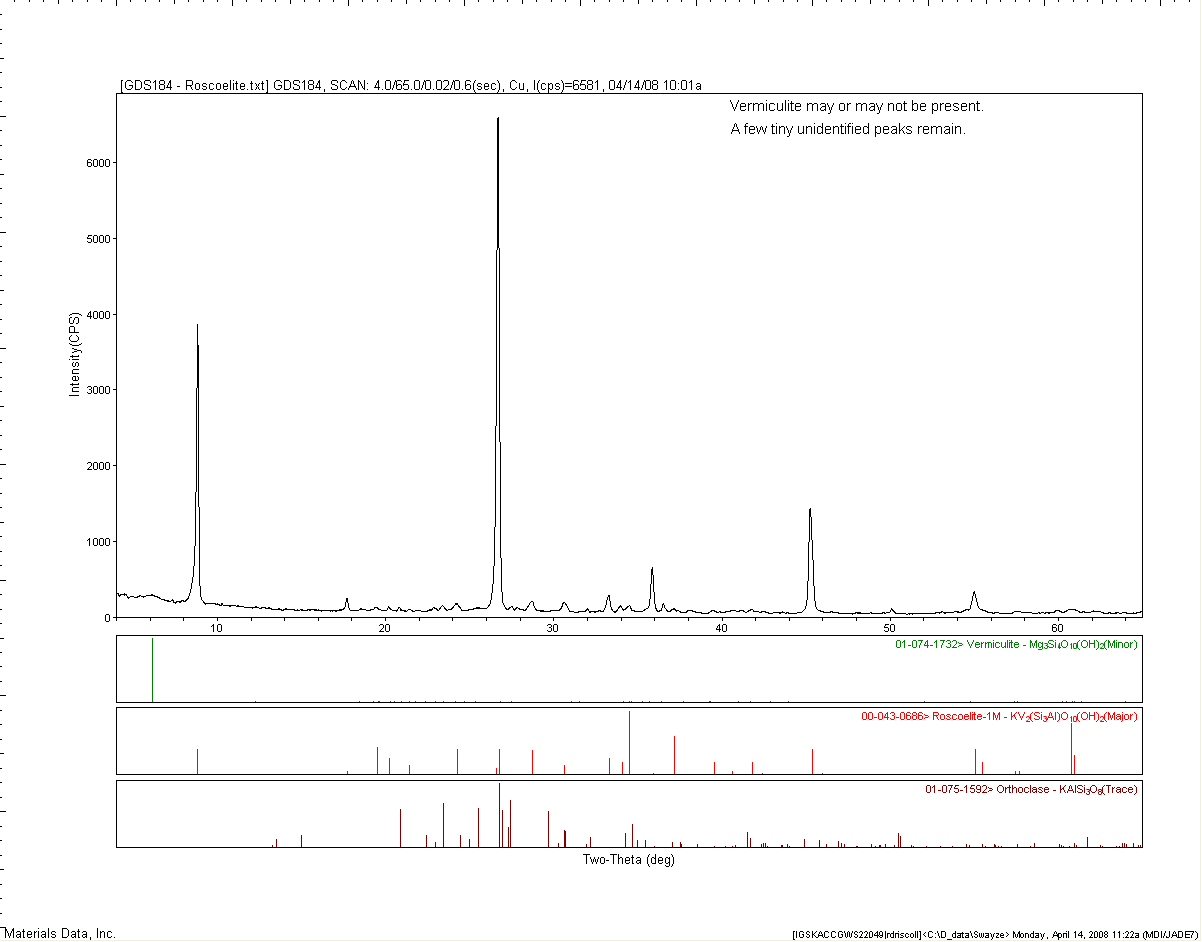 [GDS184 - Roscoelite.txt] GDS184, SCAN: 4.0/65.0/0.02/0.6(sec), Cu, I(cps)=6581, 04/14/08 10:01a
Vermiculite may or may not be present.
A few tiny unidentified peaks remain.
6000
5000
4000
3000
2000
1000
0
Intensity(CPS)
10 20 30 40 50 60
01-074-1732> Vermiculite - Mg3Si4O10(OH)2(Minor)
00-043-0686> Roscoelite-1M - KV2(Si3Al)O10(OH)2(Major)
01-075-1592> Orthoclase - KAlSi3O8(Trace)
Two-Theta (deg)
Materials Data, Inc.
[IGSKACCGWS22049|rdriscoll]<C:\D_data\Swayze> Monday, April 14, 2008 11:22a (MDI/JADE7)